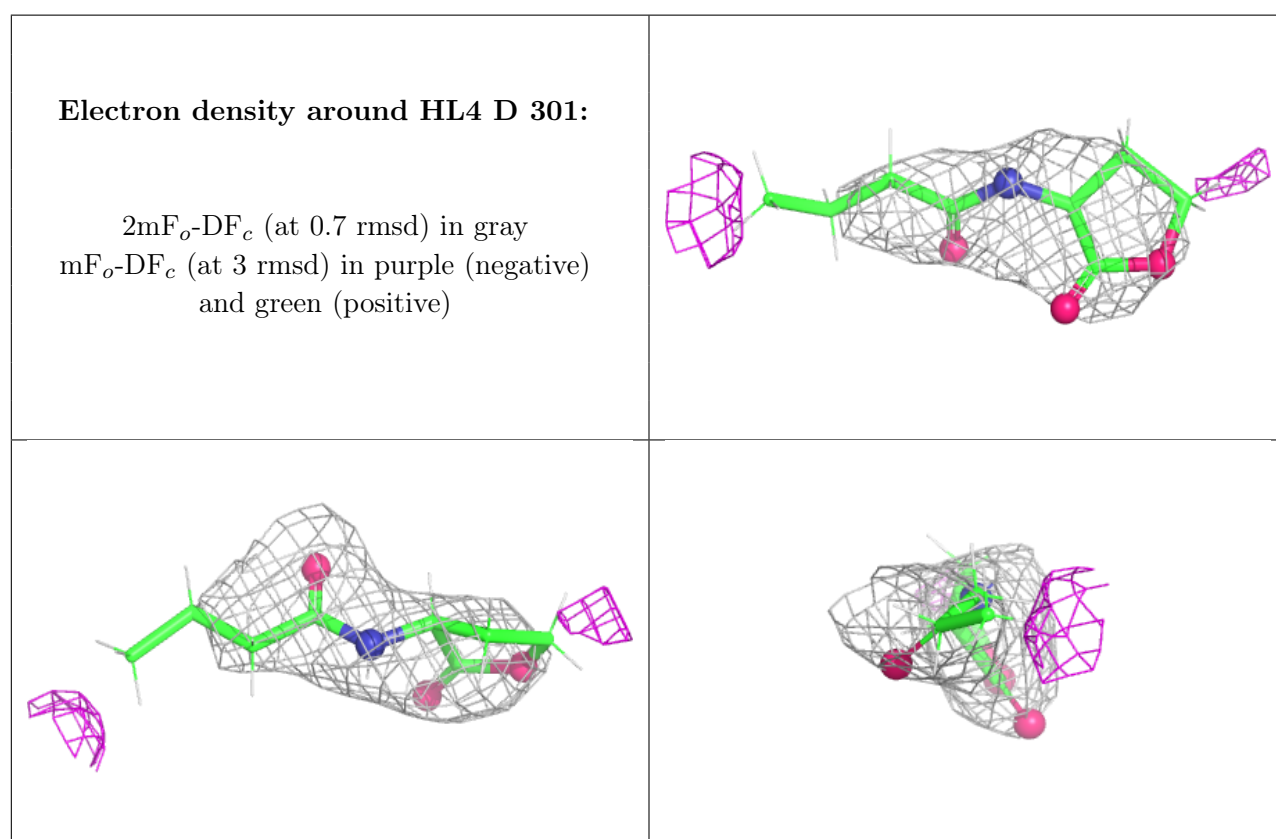 Electron density around HL4 D 301:
2mFₒ-DF𝒸 (at 0.7 rmsd) in gray
mFₒ-DF𝒸 (at 3 rmsd) in purple (negative)
and green (positive)